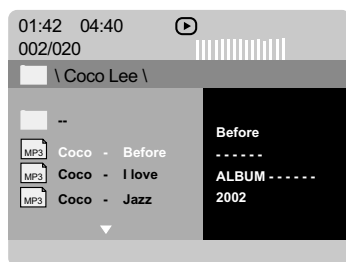 01:42 04:40
002/020
\ Coco Lee \
--
MP3 Coco - Before
MP3 Coco - I love
MP3 Coco - Jazz
Before
------
ALBUM ------
2002